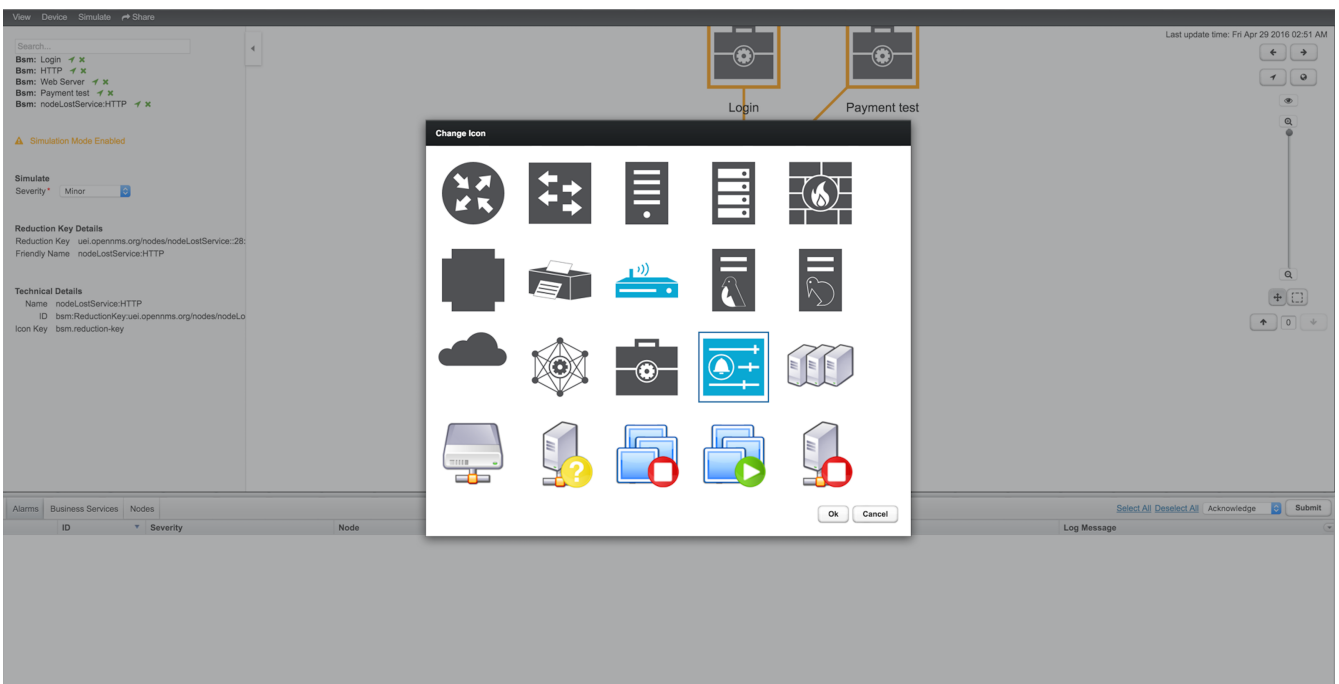 View Device Simulate Share
Last update time: Fri Apr 29 2016 02:51 AM
Search...
Bsm: Login
Bsm: HTTP
Bsm: Web Server
Bsm: Payment test
Bsm: nodeLostService:HTTP
Simulation Mode Enabled
Simulate
Severity* Minor
Reduction Key Details
Reduction Key uei.opennms.org/nodes/nodeLostService::28:
Friendly Name nodeLostService:HTTP
Technical Details
Name nodeLostService:HTTP
ID bsm:ReductionKey:uei.opennms.org/nodes/nodeLo
Icon Key bsm.reduction-key
Login Payment test
Change Icon
?
Ok Cancel
0
Alarms Business Services Nodes
Select All Deselect All Acknowledge Submit
ID Severity Node Log Message